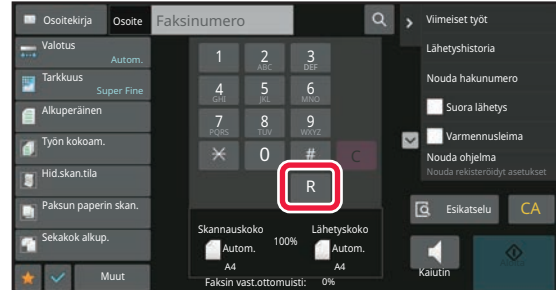 Osoitekirja
Osoite
Faksinumero
Valotus
Autom.
Tarkkuus
Super Fine
Alkuperäinen
Työn kokoam.
Hid.skan.tila
Paksun paperin skan.
Sekakok alkup.
Muut
1
2
ABC
3
DEF
4
GHI
5
JKL
6
MNO
7
PQRS
8
TUV
9
WXYZ
0
#
C
R
Skannauskoko
Autom.
A4
100%
Lähetyskoko
Autom.
A4
Faksin vast.ottomuisti: 0%
Viimeiset työt
Lähetyshistoria
Nouda hakunumero
Suora lähetys
Varmennusleima
Nouda ohjelma
Nouda rekisteröidyt asetukset
Esikatselu
CA
Kaiutin